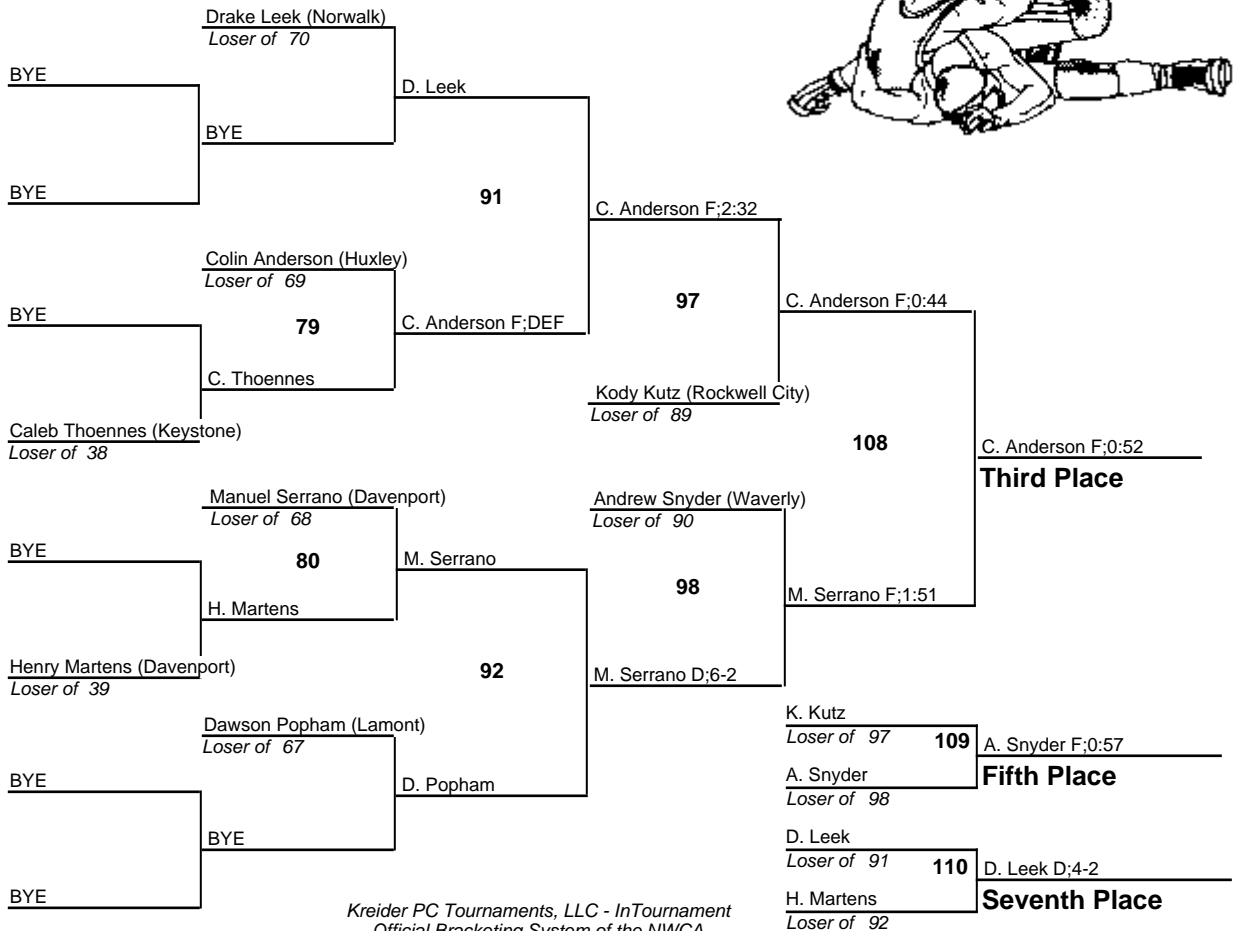 Drake Leek (Norwalk)
Loser of 70
BYE
D. Leek
BYE
BYE
91
C. Anderson F;2:32
Colin Anderson (Huxley)
Loser of 69
BYE
79
C. Anderson F;DEF
97
C. Anderson F;0:44
C. Thoennes
Kody Kutz (Rockwell City)
Loser of 89
Caleb Thoennes (Keystone)
Loser of 38
108
C. Anderson F;0:52
Third Place
Manuel Serrano (Davenport)
Loser of 68
Andrew Snyder (Waverly)
Loser of 90
BYE
80
M. Serrano
98
M. Serrano F;1:51
H. Martens
Henry Martens (Davenport)
Loser of 39
92
M. Serrano D;6-2
Dawson Popham (Lamont)
Loser of 67
K. Kutz
Loser of 97
109
A. Snyder F;0:57
Fifth Place
BYE
D. Popham
A. Snyder
Loser of 98
BYE
D. Leek
Loser of 91
110
D. Leek D;4-2
Seventh Place
BYE
H. Martens
Loser of 92
Kreider PC Tournaments, LLC - InTournament
Official Bracketing System of the NWCA